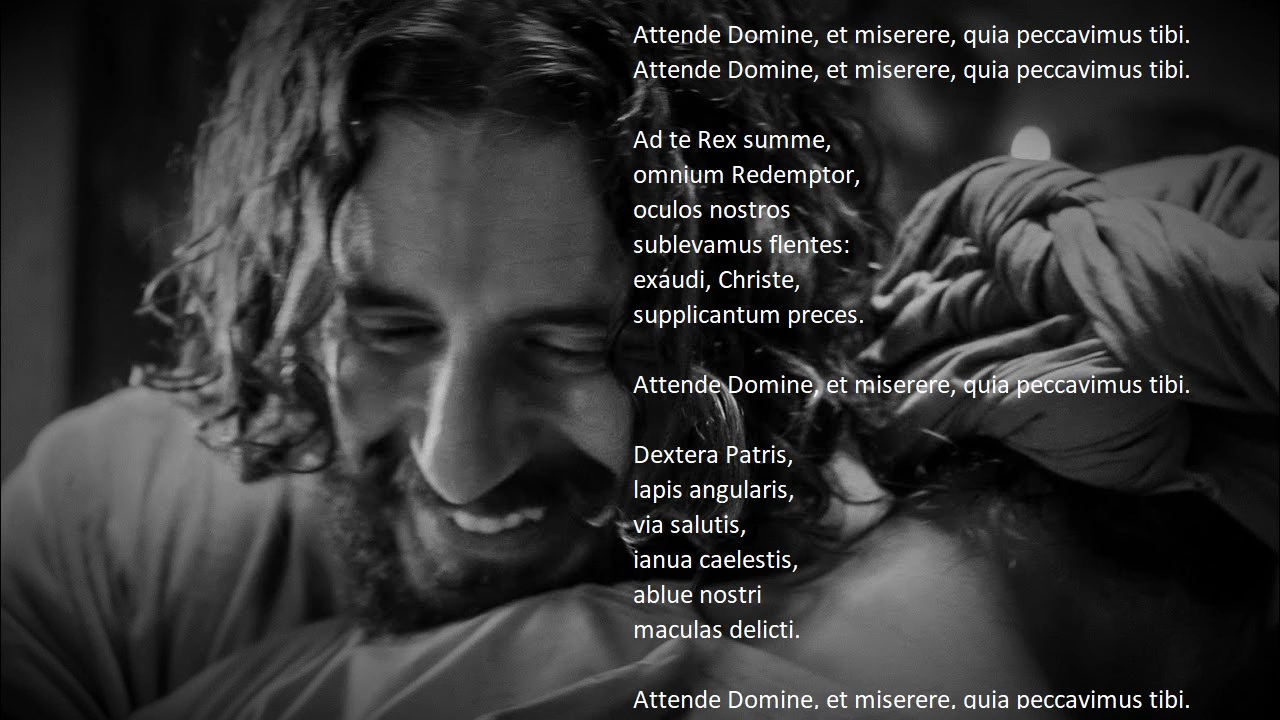 Attende Domine, et miserere, quia peccavimus tibi.
Attende Domine, et miserere, quia peccavimus tibi.
Ad te Rex summe,
omnium Redemptor,
oculos nostros
sublevamus flentes:
exáudi, Christe,
supplicantum preces.
Attende Domine, et miserere, quia peccavimus tibi.
Dextera Patris,
lapis angularis,
via salutis,
ianua caelestis,
ablue nostri
maculas delicti.
Attende Domine, et miserere, quia peccavimus tibi.